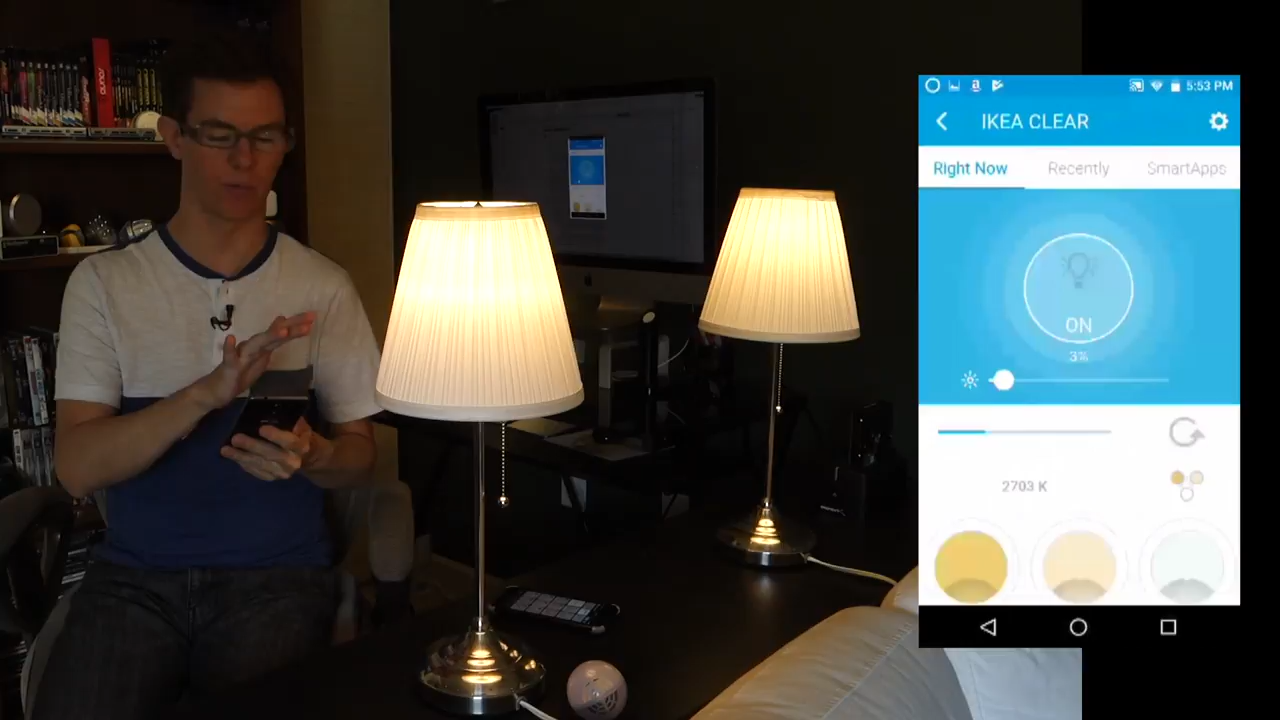 5:53 PM
IKEA CLEAR
Right Now Recently SmartApps
ON
3%
2703 K